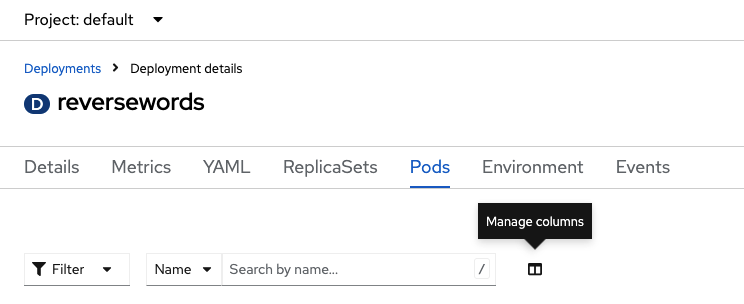 Project: default
Deployments > Deployment details
D reversewords
Details Metrics YAML ReplicaSets Pods Environment Events
Manage columns
Filter Name Search by name... /